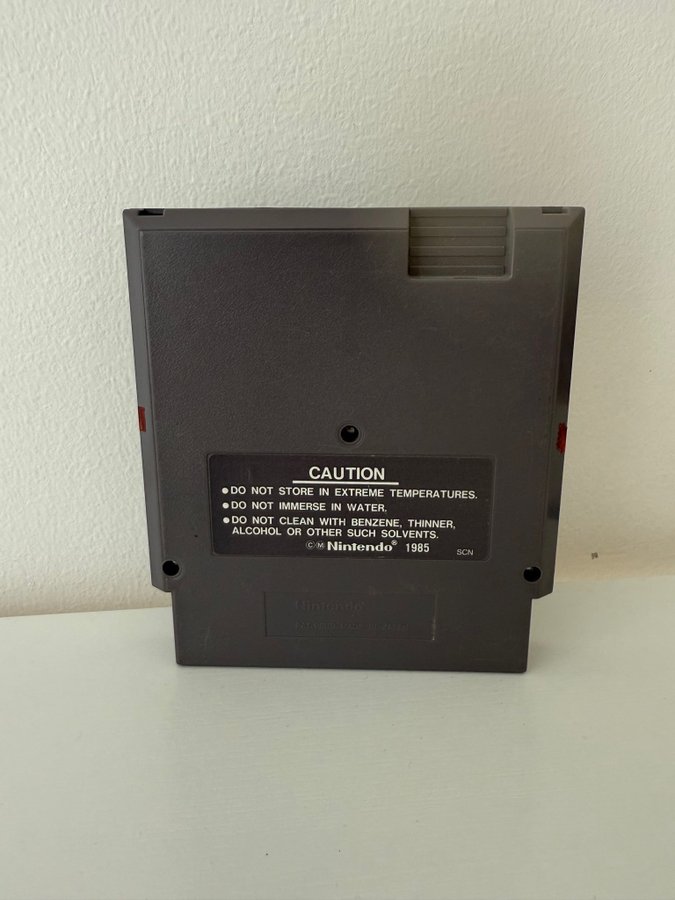 CAUTION
● DO NOT STORE IN EXTREME TEMPERATURES.
● DO NOT IMMERSE IN WATER.
● DO NOT CLEAN WITH BENZENE, THINNER,
ALCOHOL OR OTHER SUCH SOLVENTS.
©Ⓜ Nintendo® 1985
SCN
Nintendo®